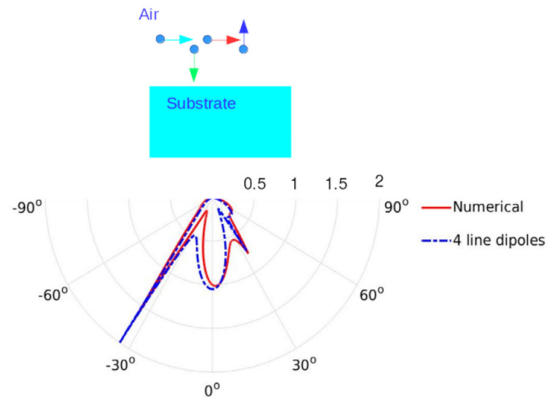 Air
Substrate
0.5 1 1.5 2
-90° 90°
Numerical
4 line dipoles
-60° 60°
-30° 30°
0°